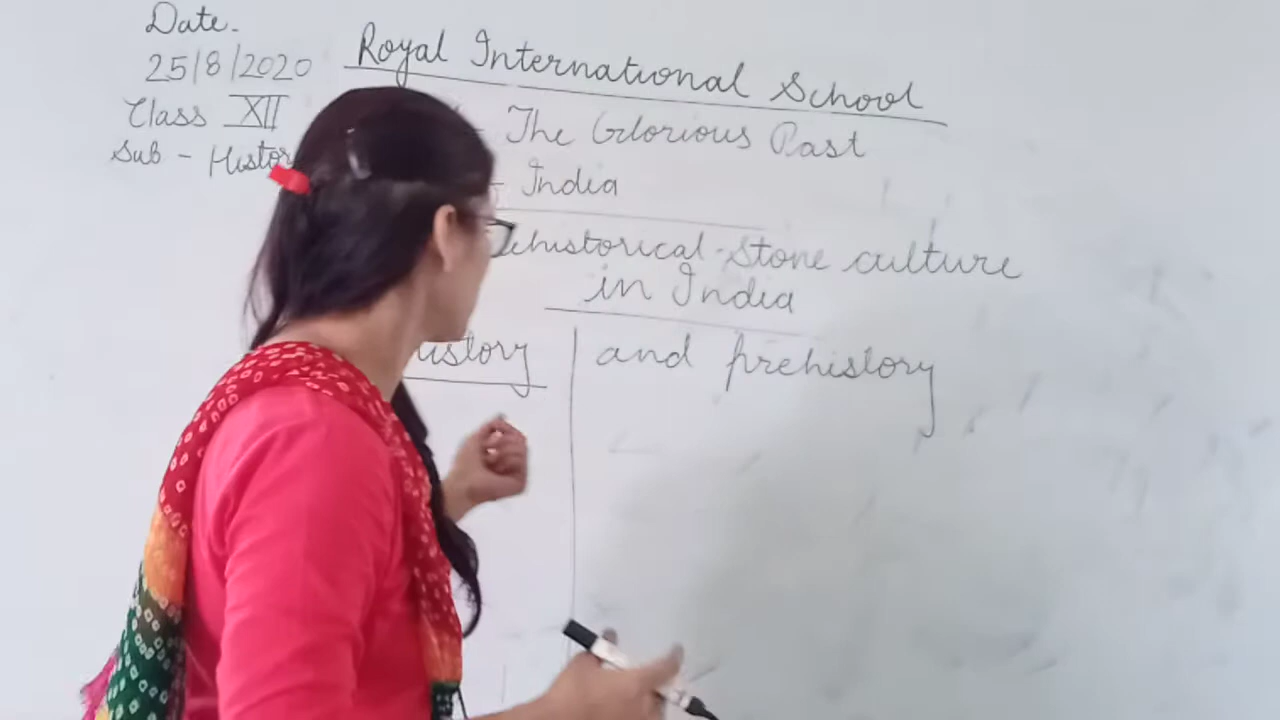 Date.
25/8/2020
Royal International School
Class XII
The Glorious Past
Sub - Histor
- India
ehistorical-stone culture
in India
istory and prehistory